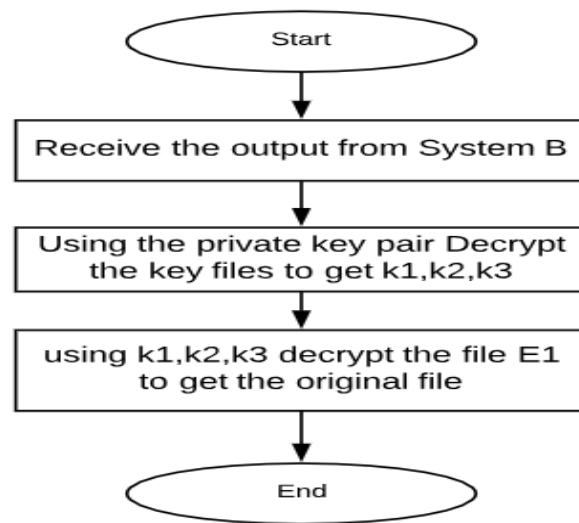 Start
Receive the output from System B
Using the private key pair Decrypt
the key files to get k1,k2,k3
using k1,k2,k3 decrypt the file E1
to get the original file
End